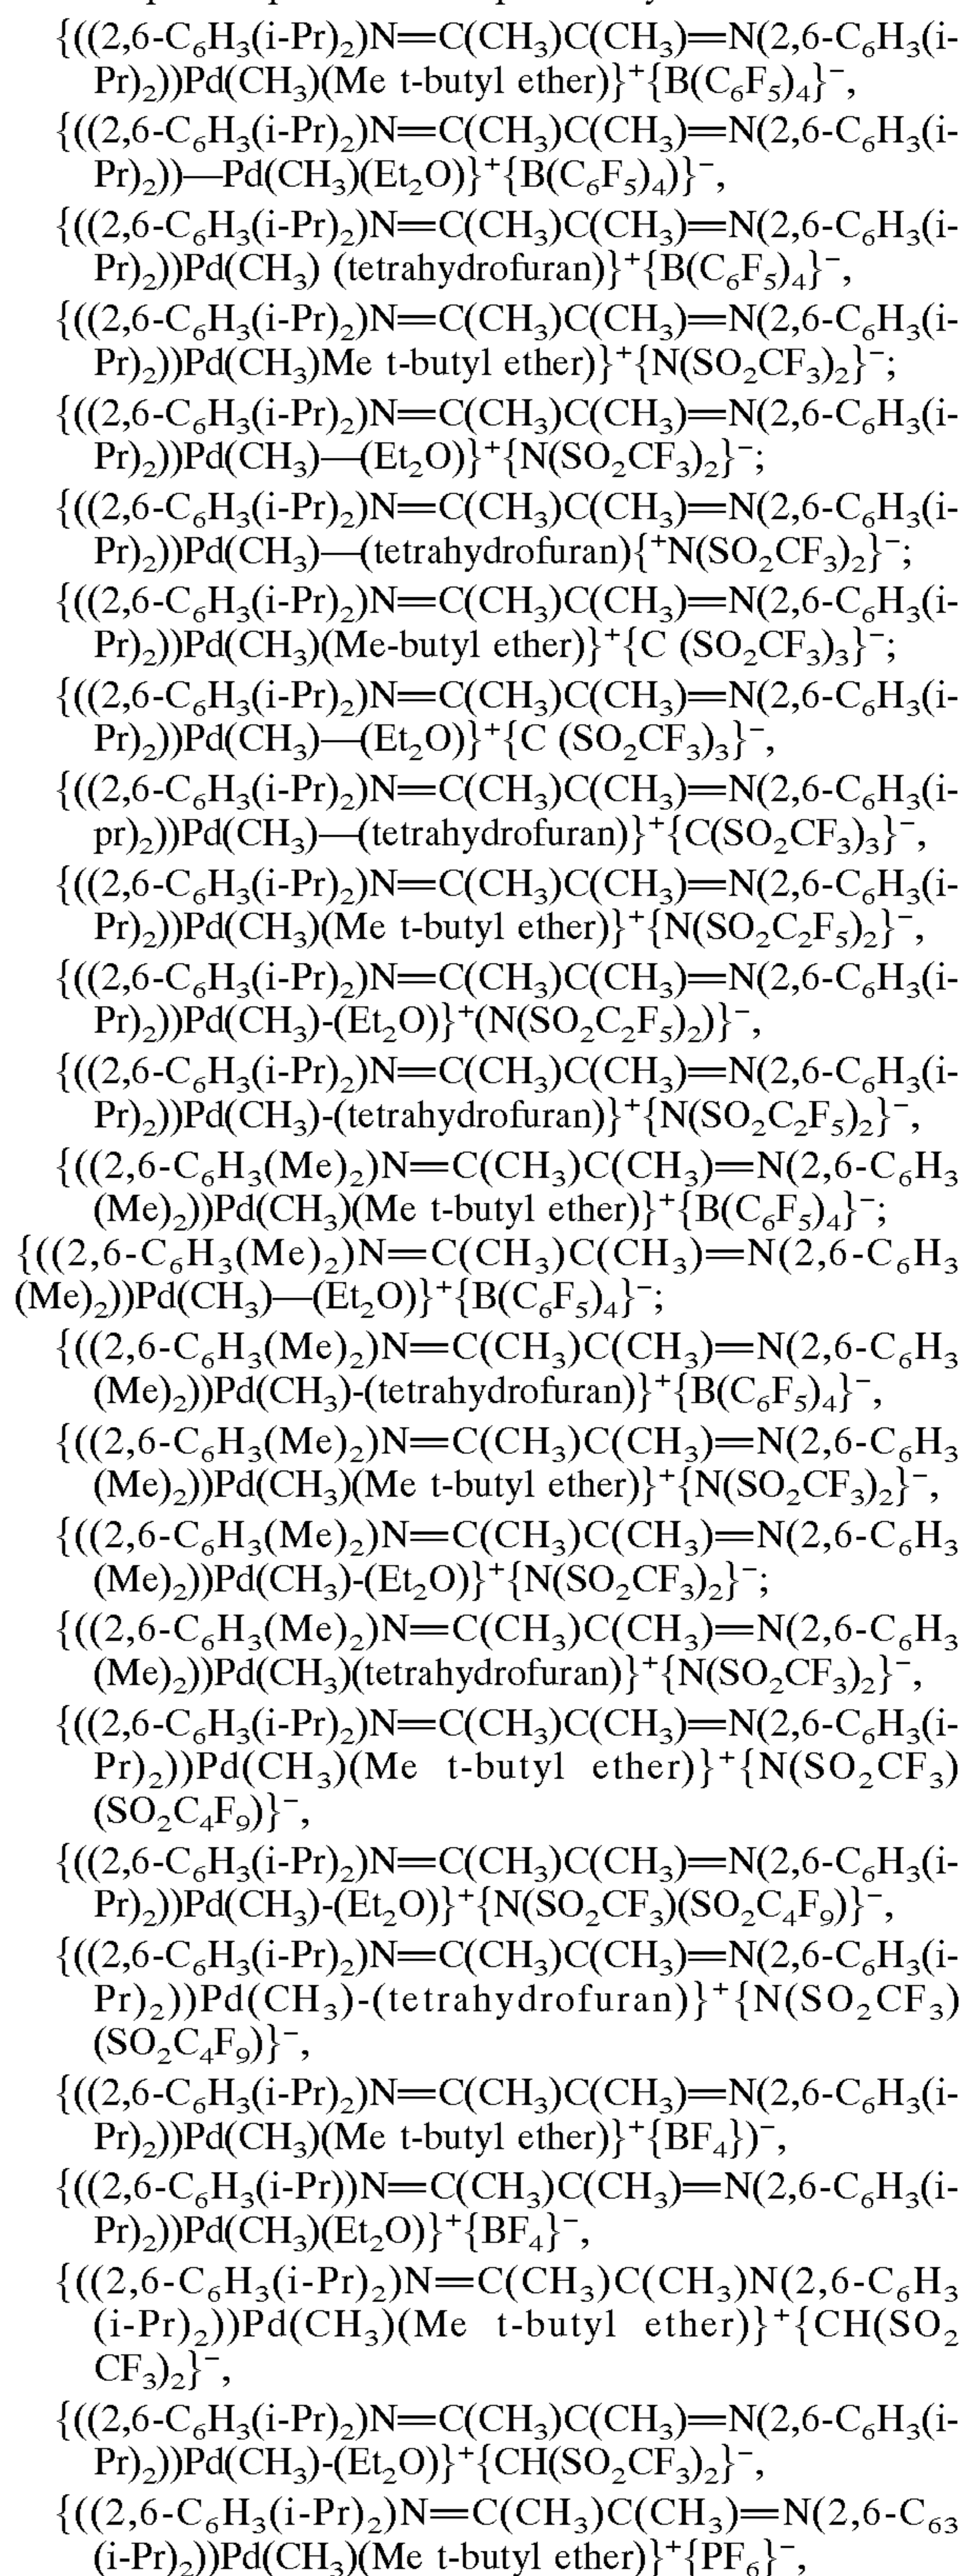 {((2,6-C₆H₃(i-Pr)₂)N═C(CH₃)C(CH₃)═N(2,6-C₆H₃(i-
Pr)₂))Pd(CH₃)(Me t-butyl ether)}⁺{B(C₆F₅)₄}⁻,
{((2,6-C₆H₃(i-Pr)₂)N═C(CH₃)C(CH₃)═N(2,6-C₆H₃(i-
Pr)₂))—Pd(CH₃)(Et₂O)}⁺{B(C₆F₅)₄)}⁻,
{((2,6-C₆H₃(i-Pr)₂)N═C(CH₃)C(CH₃)═N(2,6-C₆H₃(i-
Pr)₂))Pd(CH₃) (tetrahydrofuran)}⁺{B(C₆F₅)₄}⁻,
{((2,6-C₆H₃(i-Pr)₂)N═C(CH₃)C(CH₃)═N(2,6-C₆H₃(i-
Pr)₂))Pd(CH₃)Me t-butyl ether)}⁺{N(SO₂CF₃)₂}⁻;
{((2,6-C₆H₃(i-Pr)₂)N═C(CH₃)C(CH₃)═N(2,6-C₆H₃(i-
Pr)₂))Pd(CH₃)—(Et₂O)}⁺{N(SO₂CF₃)₂}⁻;
{((2,6-C₆H₃(i-Pr)₂)N═C(CH₃)C(CH₃)═N(2,6-C₆H₃(i-
Pr)₂))Pd(CH₃)—(tetrahydrofuran){⁺N(SO₂CF₃)₂}⁻;
{((2,6-C₆H₃(i-Pr)₂)N═C(CH₃)C(CH₃)═N(2,6-C₆H₃(i-
Pr)₂))Pd(CH₃)(Me-butyl ether)}⁺{C (SO₂CF₃)₃}⁻;
{((2,6-C₆H₃(i-Pr)₂)N═C(CH₃)C(CH₃)═N(2,6-C₆H₃(i-
Pr)₂))Pd(CH₃)—(Et₂O)}⁺{C (SO₂CF₃)₃}⁻,
{((2,6-C₆H₃(i-Pr)₂)N═C(CH₃)C(CH₃)═N(2,6-C₆H₃(i-
pr)₂))Pd(CH₃)—(tetrahydrofuran)}⁺{C(SO₂CF₃)₃}⁻,
{((2,6-C₆H₃(i-Pr)₂)N═C(CH₃)C(CH₃)═N(2,6-C₆H₃(i-
Pr)₂))Pd(CH₃)(Me t-butyl ether)}⁺{N(SO₂C₂F₅)₂}⁻,
{((2,6-C₆H₃(i-Pr)₂)N═C(CH₃)C(CH₃)═N(2,6-C₆H₃(i-
Pr)₂))Pd(CH₃)-(Et₂O)}⁺(N(SO₂C₂F₅)₂)}⁻,
{((2,6-C₆H₃(i-Pr)₂)N═C(CH₃)C(CH₃)═N(2,6-C₆H₃(i-
Pr)₂))Pd(CH₃)-(tetrahydrofuran)}⁺{N(SO₂C₂F₅)₂}⁻,
{((2,6-C₆H₃(Me)₂)N═C(CH₃)C(CH₃)═N(2,6-C₆H₃
(Me)₂))Pd(CH₃)(Me t-butyl ether)}⁺{B(C₆F₅)₄}⁻;
{((2,6-C₆H₃(Me)₂)N═C(CH₃)C(CH₃)═N(2,6-C₆H₃
(Me)₂))Pd(CH₃)—(Et₂O)}⁺{B(C₆F₅)₄}⁻;
{((2,6-C₆H₃(Me)₂)N═C(CH₃)C(CH₃)═N(2,6-C₆H₃
(Me)₂))Pd(CH₃)-(tetrahydrofuran)}⁺{B(C₆F₅)₄}⁻,
{((2,6-C₆H₃(Me)₂)N═C(CH₃)C(CH₃)═N(2,6-C₆H₃
(Me)₂))Pd(CH₃)(Me t-butyl ether)}⁺{N(SO₂CF₃)₂}⁻,
{((2,6-C₆H₃(Me)₂)N═C(CH₃)C(CH₃)═N(2,6-C₆H₃
(Me)₂))Pd(CH₃)-(Et₂O)}⁺{N(SO₂CF₃)₂}⁻;
{((2,6-C₆H₃(Me)₂)N═C(CH₃)C(CH₃)═N(2,6-C₆H₃
(Me)₂))Pd(CH₃)(tetrahydrofuran)}⁺{N(SO₂CF₃)₂}⁻,
{((2,6-C₆H₃(i-Pr)₂)N═C(CH₃)C(CH₃)═N(2,6-C₆H₃(i-
Pr)₂))Pd(CH₃)(Me t-butyl ether)}⁺{N(SO₂CF₃)
(SO₂C₄F₉)}⁻,
{((2,6-C₆H₃(i-Pr)₂)N═C(CH₃)C(CH₃)═N(2,6-C₆H₃(i-
Pr)₂))Pd(CH₃)-(Et₂O)}⁺{N(SO₂CF₃)(SO₂C₄F₉)}⁻,
{((2,6-C₆H₃(i-Pr)₂)N═C(CH₃)C(CH₃)═N(2,6-C₆H₃(i-
Pr)₂))Pd(CH₃)-(tetrahydrofuran)}⁺{N(SO₂CF₃)
(SO₂C₄F₉)}⁻,
{((2,6-C₆H₃(i-Pr)₂)N═C(CH₃)C(CH₃)═N(2,6-C₆H₃(i-
Pr)₂))Pd(CH₃)(Me t-butyl ether)}⁺{BF₄})⁻,
{((2,6-C₆H₃(i-Pr))N═C(CH₃)C(CH₃)═N(2,6-C₆H₃(i-
Pr)₂))Pd(CH₃)(Et₂O)}⁺{BF₄}⁻,
{((2,6-C₆H₃(i-Pr)₂)N═C(CH₃)C(CH₃)N(2,6-C₆H₃
(i-Pr)₂))Pd(CH₃)(Me t-butyl ether)}⁺{CH(SO₂
CF₃)₂}⁻,
{((2,6-C₆H₃(i-Pr)₂)N═C(CH₃)C(CH₃)═N(2,6-C₆H₃(i-
Pr)₂))Pd(CH₃)-(Et₂O)}⁺{CH(SO₂CF₃)₂}⁻,
{((2,6-C₆H₃(i-Pr)₂)N═C(CH₃)C(CH₃)═N(2,6-C₆₃
(i-Pr)₂))Pd(CH₃)(Me t-butyl ether)}⁺{PF₆}⁻,